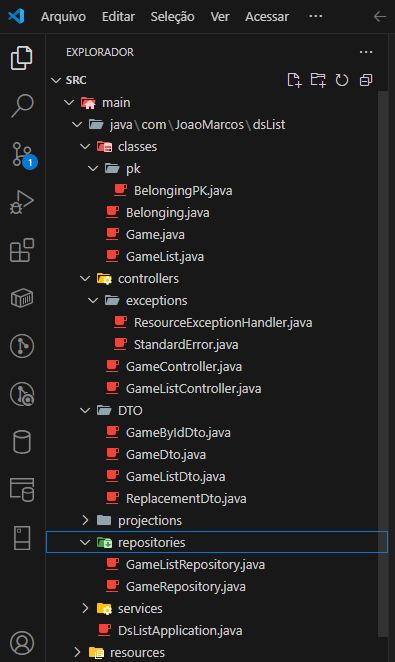 Arquivo Editar Seleção Ver Acessar ...
EXPLORADOR ...
SRC
main
java\com\JoaoMarcos\dsList
classes
pk
BelongingPK.java
Belonging.java
Game.java
GameList.java
controllers
exceptions
ResourceExceptionHandler.java
StandardError.java
GameController.java
GameListController.java
DTO
GameByIdDto.java
GameDto.java
GameListDto.java
ReplacementDto.java
projections
repositories
GameListRepository.java
GameRepository.java
services
DsListApplication.java
resources
1